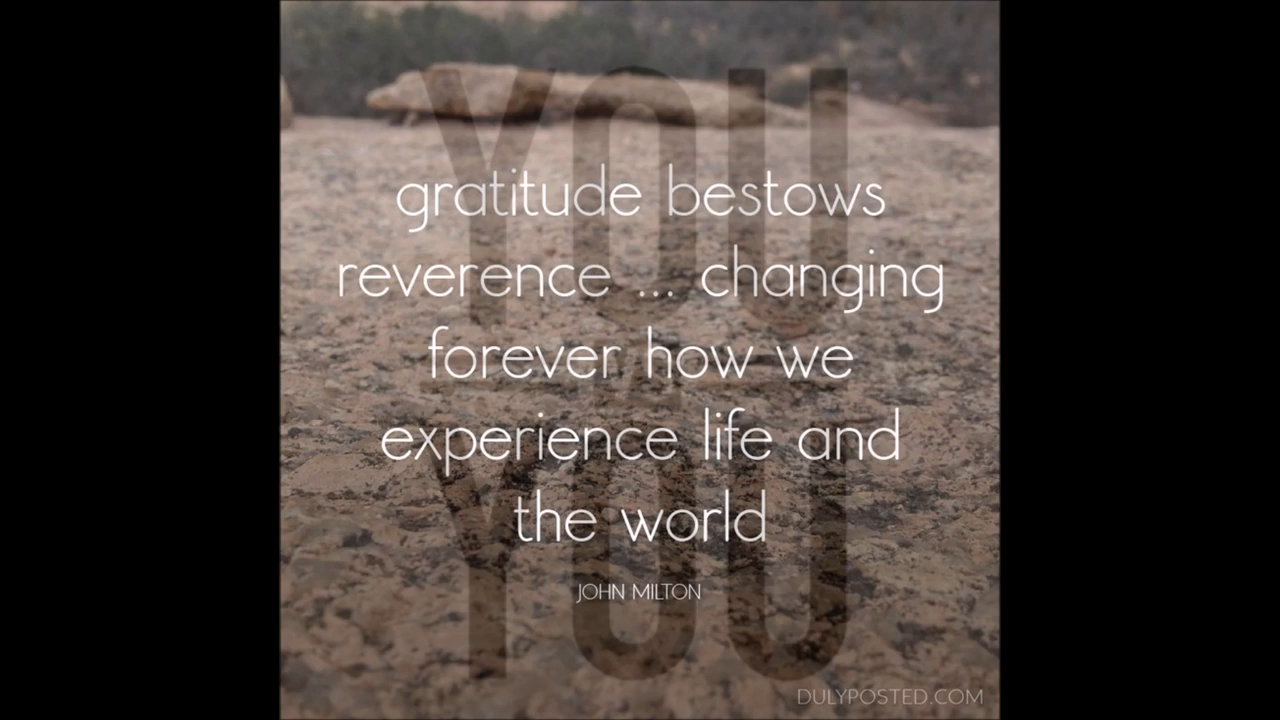 YOU
gratitude bestows
reverence ... changing
forever how we
experience life and
the world
YOU
JOHN MILTON
DULYPOSTED.COM